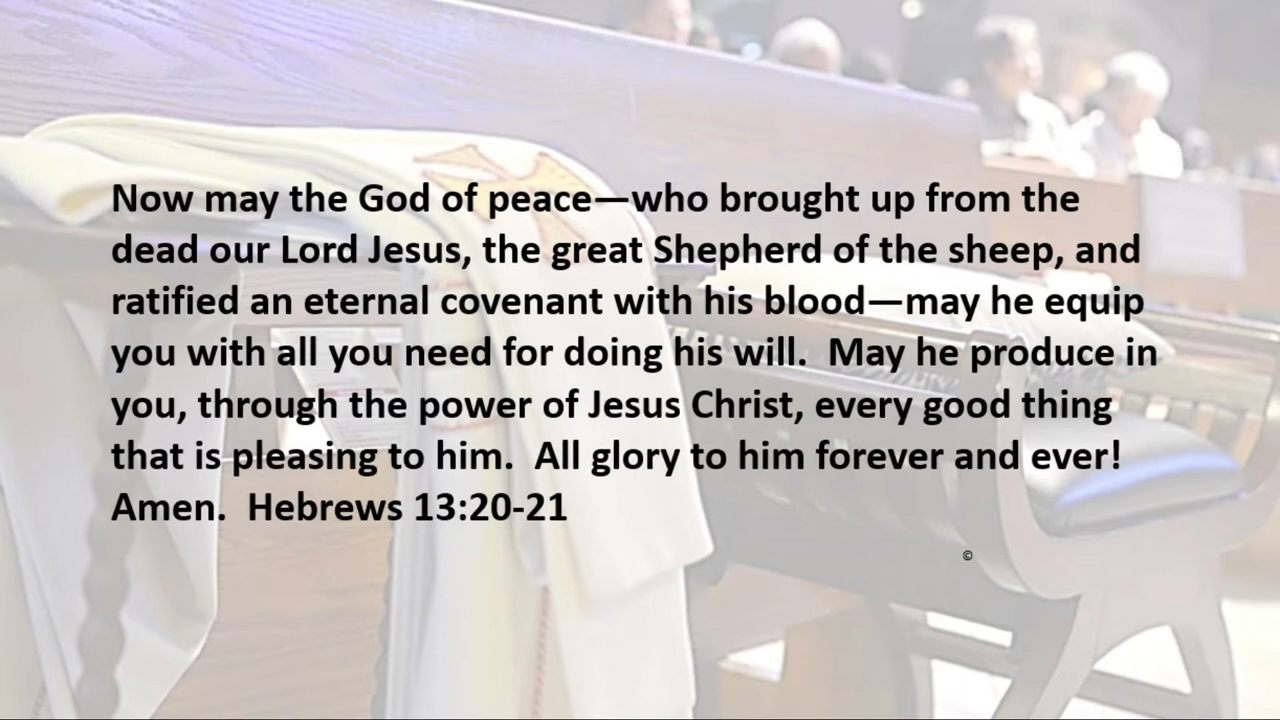 Now may the God of peace—who brought up from the
dead our Lord Jesus, the great Shepherd of the sheep, and
ratified an eternal covenant with his blood—may he equip
you with all you need for doing his will.  May he produce in
you, through the power of Jesus Christ, every good thing
that is pleasing to him.  All glory to him forever and ever!
Amen.  Hebrews 13:20-21
©